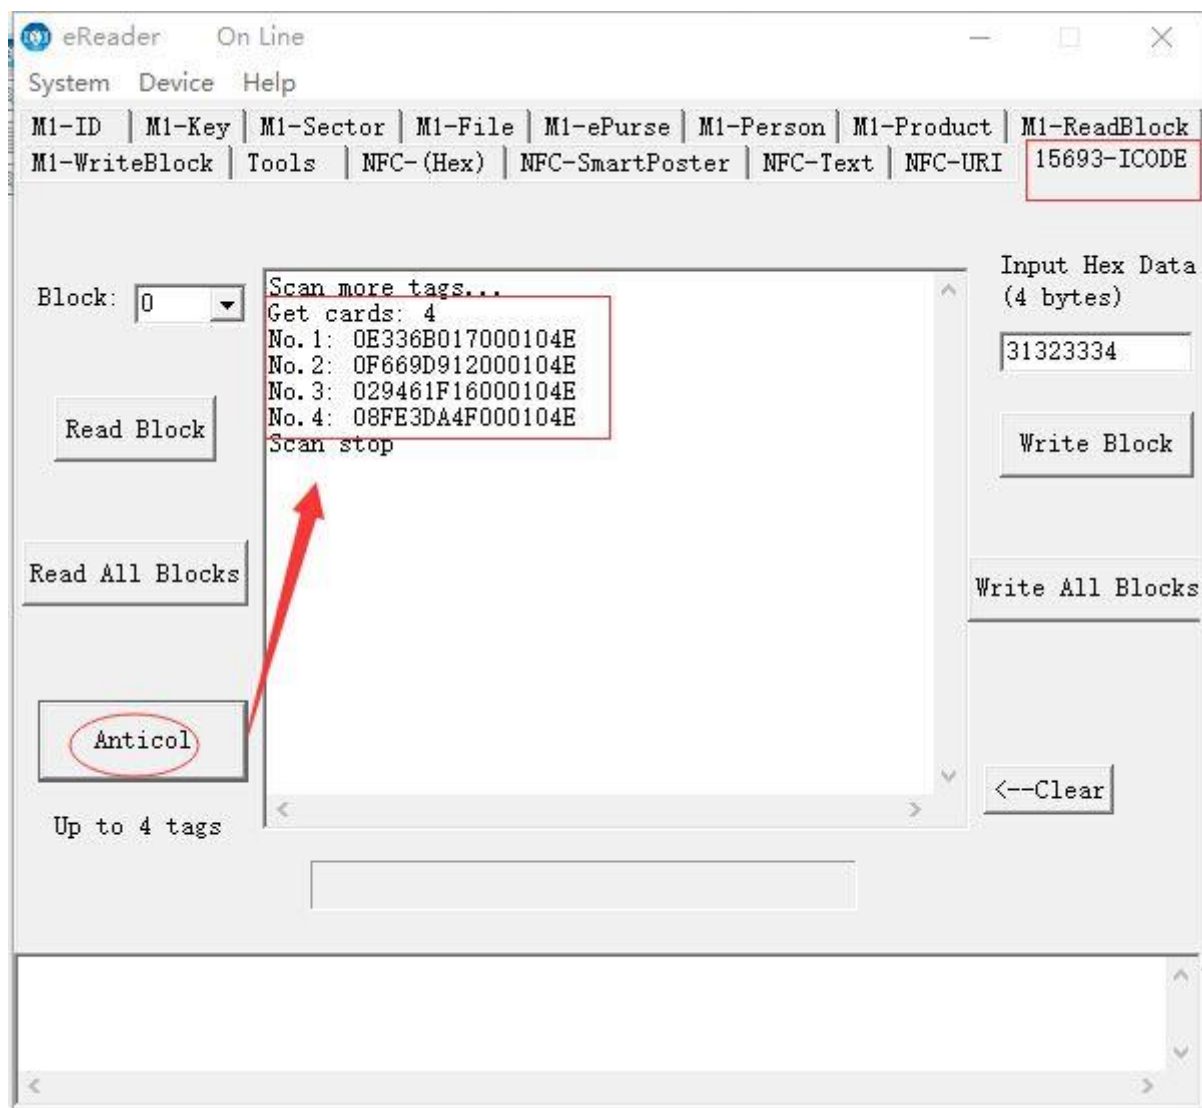 eReader On Line
System Device Help
M1-ID M1-Key M1-Sector M1-File M1-ePurse M1-Person M1-Product M1-ReadBlock
M1-WriteBlock Tools NFC-(Hex) NFC-SmartPoster NFC-Text NFC-URI 15693-ICODE
Block: 0
Read Block
Read All Blocks
Anticol
Up to 4 tags
Scan more tags...
Get cards: 4
No.1: 0E336B017000104E
No.2: 0F669D912000104E
No.3: 029461F16000104E
No.4: 08FE3DA4F000104E
Scan stop
Input Hex Data
(4 bytes)
31323334
Write Block
Write All Blocks
<--Clear